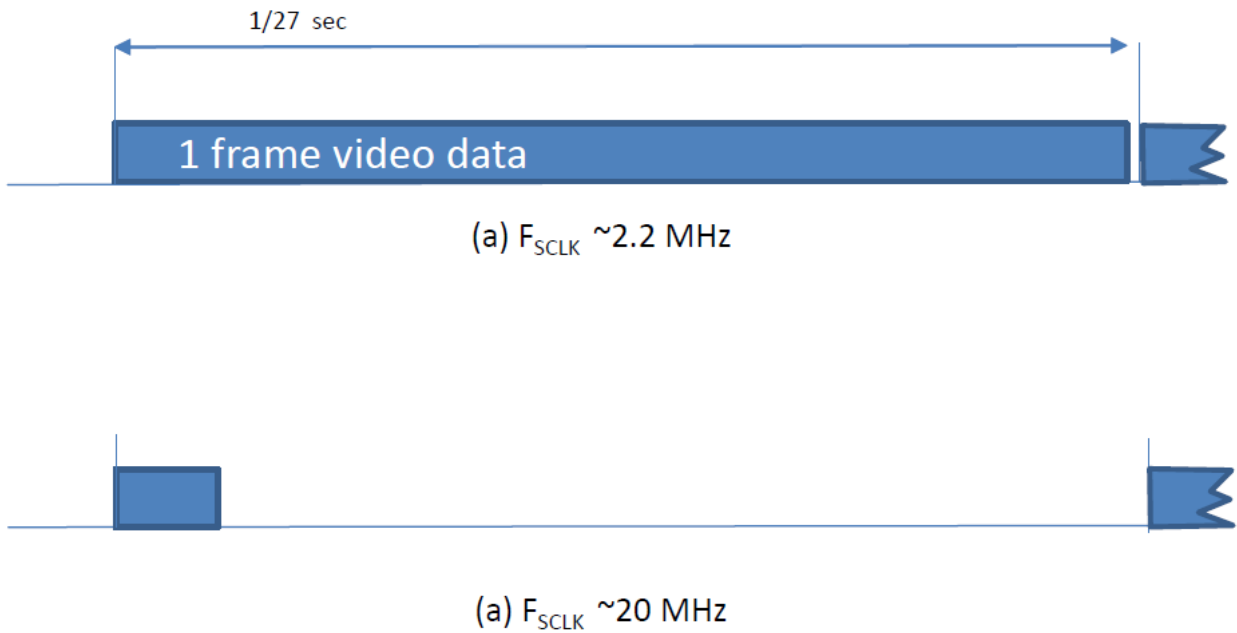 1/27 sec
1 frame video data
(a) FSCLK ~2.2 MHz
(a) FSCLK ~20 MHz